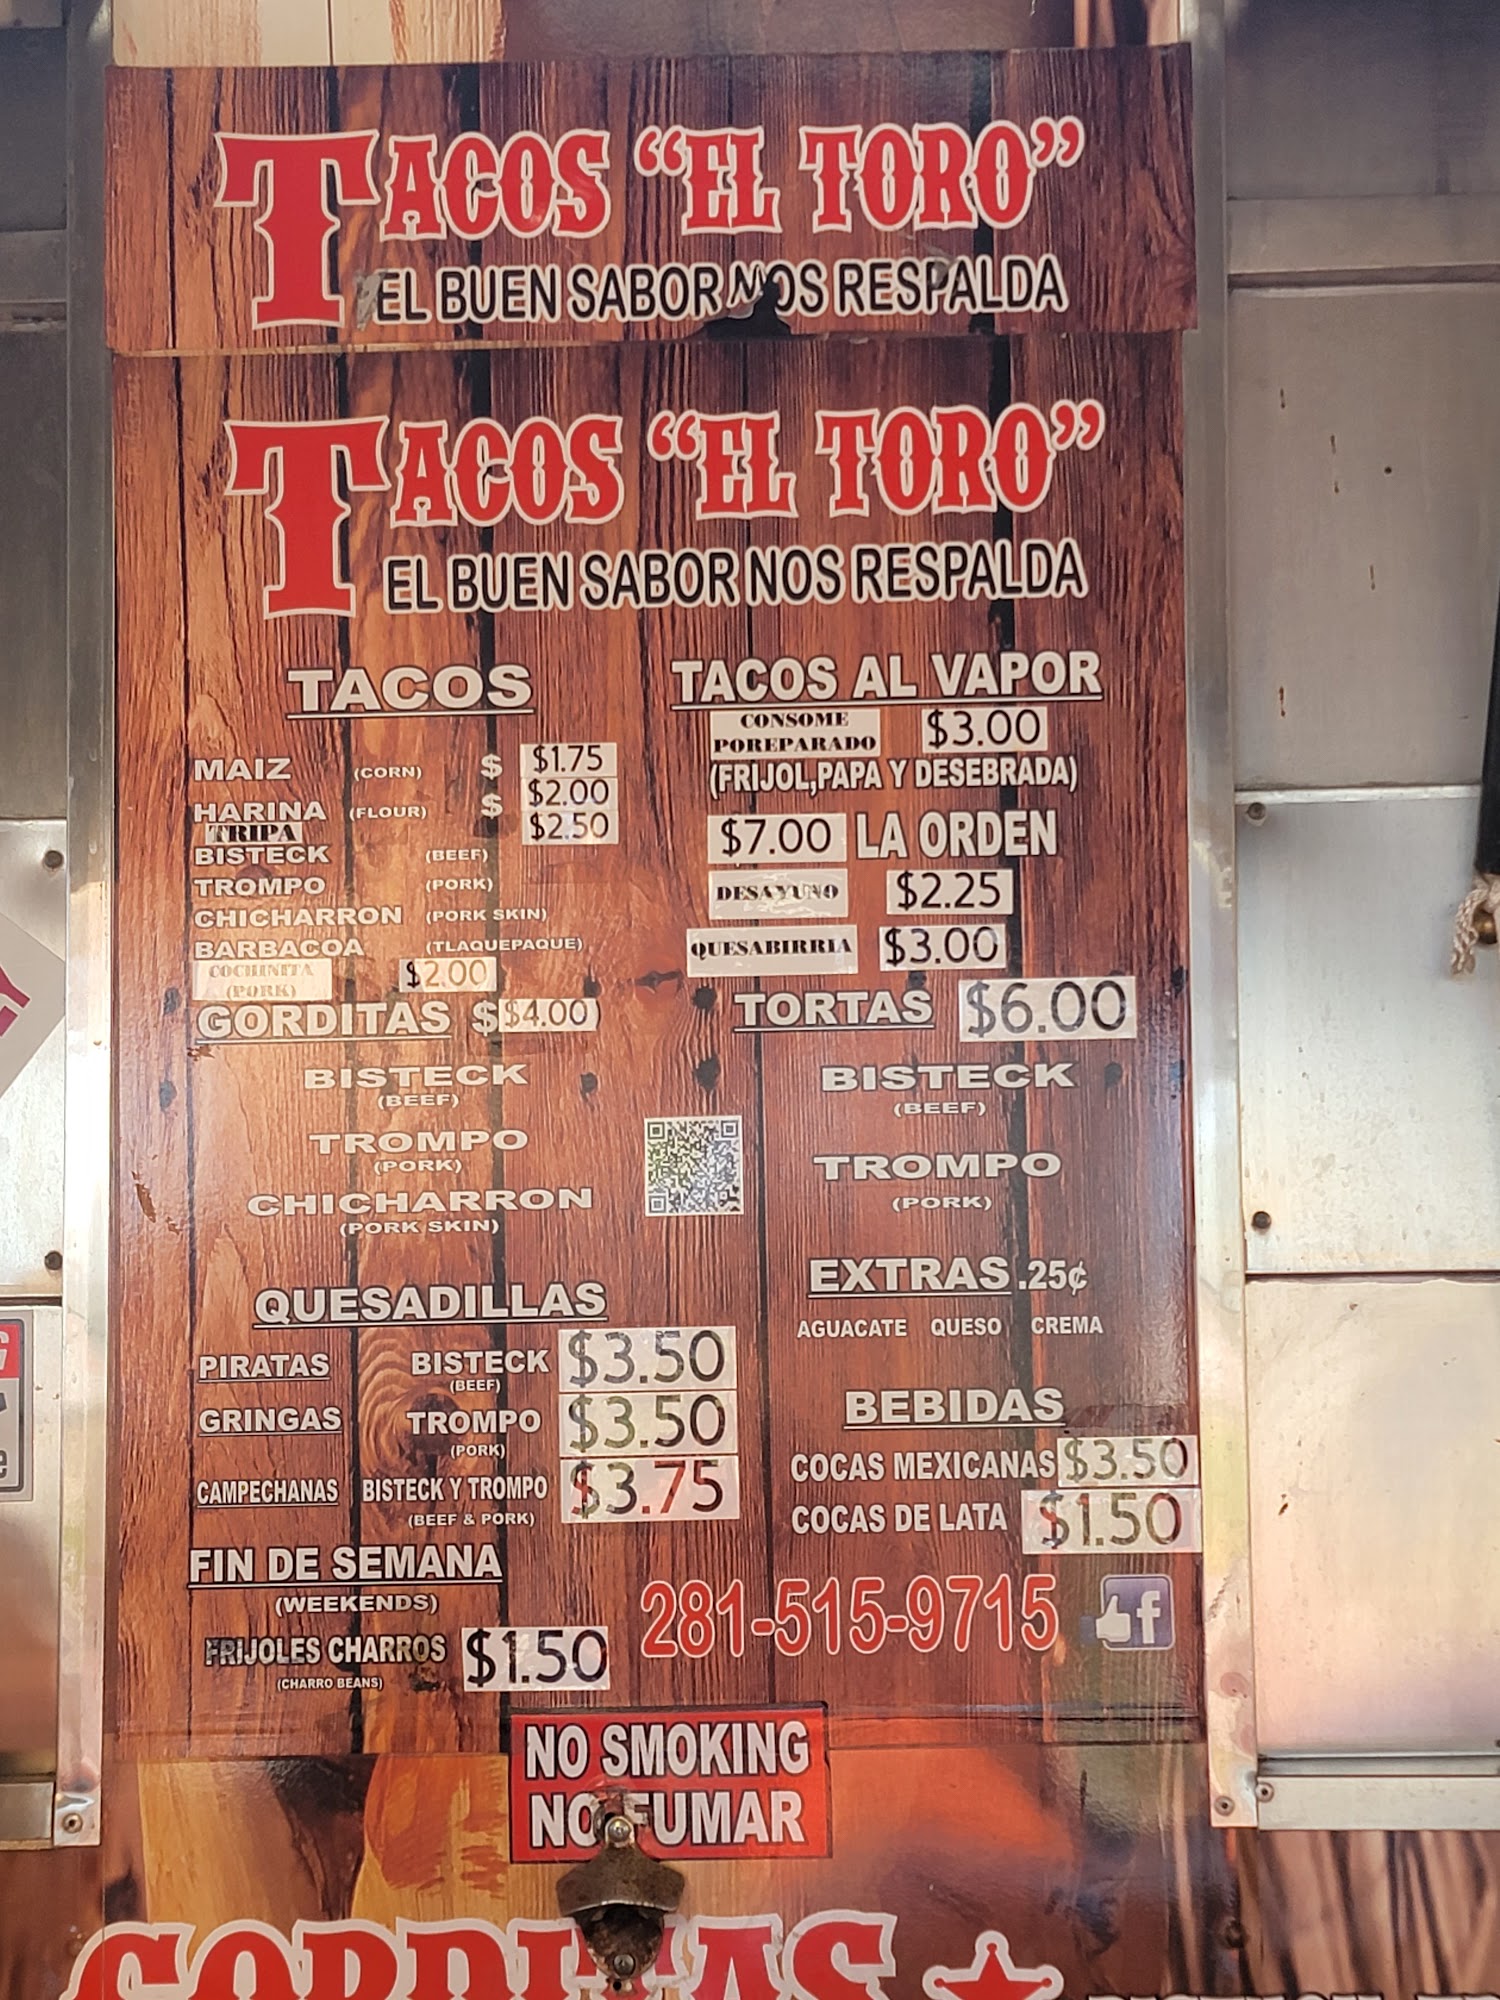 TACOS "EL TORO"
EL BUEN SABOR NOS RESPALDA
TACOS "EL TORO"
EL BUEN SABOR NOS RESPALDA
TACOS
MAIZ (CORN) $ $1.75
HARINA (FLOUR) $ $2.00
TRIPA $2.50
BISTECK (BEEF)
TROMPO (PORK)
CHICHARRON (PORK SKIN)
BARBACOA (TLAQUEPAQUE)
COCHINITA
(PORK) $2.00
GORDITAS $ $4.00
BISTECK
(BEEF)
TROMPO
(PORK)
CHICHARRON
(PORK SKIN)
QUESADILLAS
PIRATAS BISTECK $3.50
(BEEF)
GRINGAS TROMPO $3.50
(PORK)
CAMPECHANAS BISTECK Y TROMPO $3.75
(BEEF & PORK)
FIN DE SEMANA
(WEEKENDS)
FRIJOLES CHARROS $1.50
(CHARRO BEANS)
TACOS AL VAPOR
CONSOME
POREPARADO $3.00
(FRIJOL,PAPA Y DESEBRADA)
$7.00 LA ORDEN
DESAYUNO $2.25
QUESABIRRIA $3.00
TORTAS $6.00
BISTECK
(BEEF)
TROMPO
(PORK)
EXTRAS .25¢
AGUACATE QUESO CREMA
BEBIDAS
COCAS MEXICANAS $3.50
COCAS DE LATA $1.50
281-515-9715 f
NO SMOKING
NO FUMAR
GORDITAS